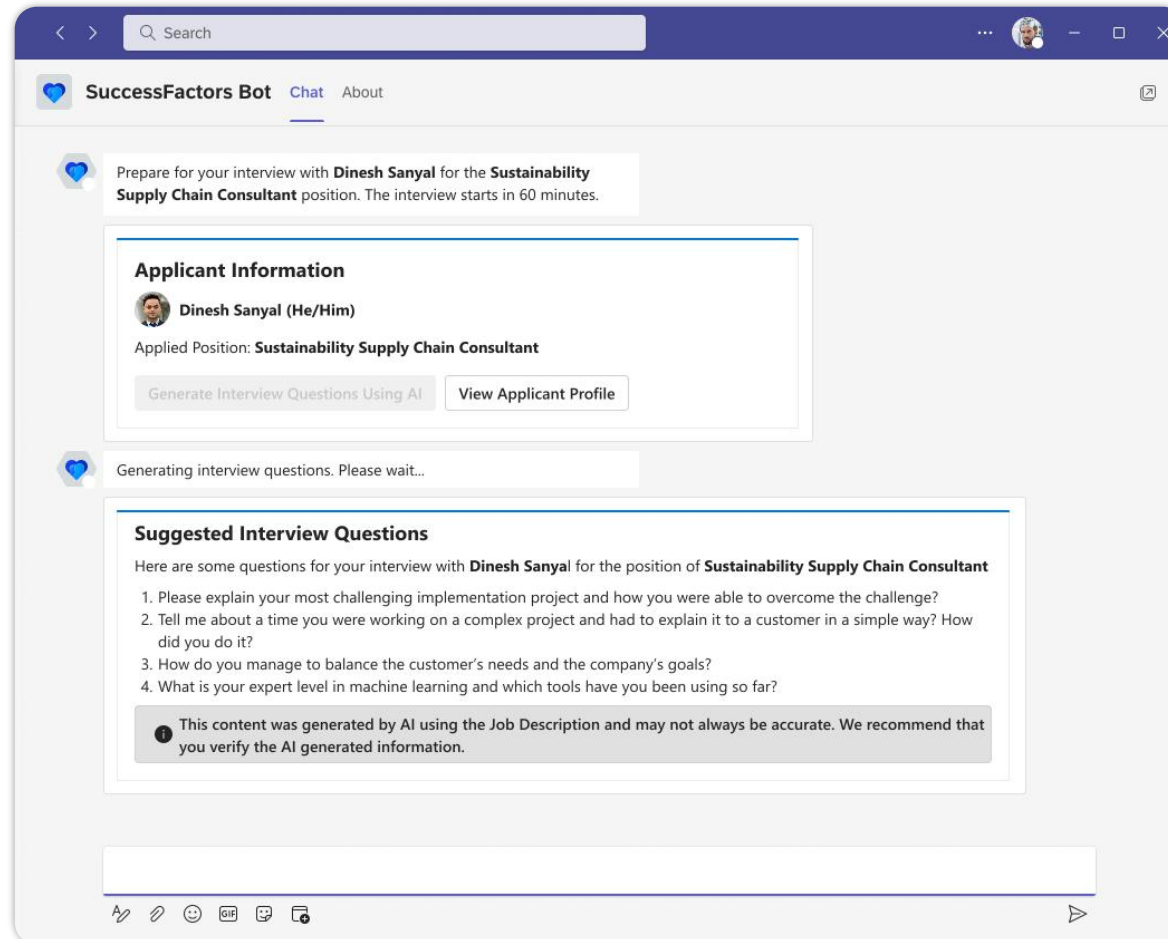 Search
SuccessFactors Bot Chat About
Prepare for your interview with Dinesh Sanyal for the Sustainability
Supply Chain Consultant position. The interview starts in 60 minutes.
Applicant Information
Dinesh Sanyal (He/Him)
Applied Position: Sustainability Supply Chain Consultant
Generate Interview Questions Using AI View Applicant Profile
Generating interview questions. Please wait...
Suggested Interview Questions
Here are some questions for your interview with Dinesh Sanyal for the position of Sustainability Supply Chain Consultant
1. Please explain your most challenging implementation project and how you were able to overcome the challenge?
2. Tell me about a time you were working on a complex project and had to explain it to a customer in a simple way? How
did you do it?
3. How do you manage to balance the customer's needs and the company's goals?
4. What is your expert level in machine learning and which tools have you been using so far?
This content was generated by AI using the Job Description and may not always be accurate. We recommend that
you verify the AI generated information.
GIF